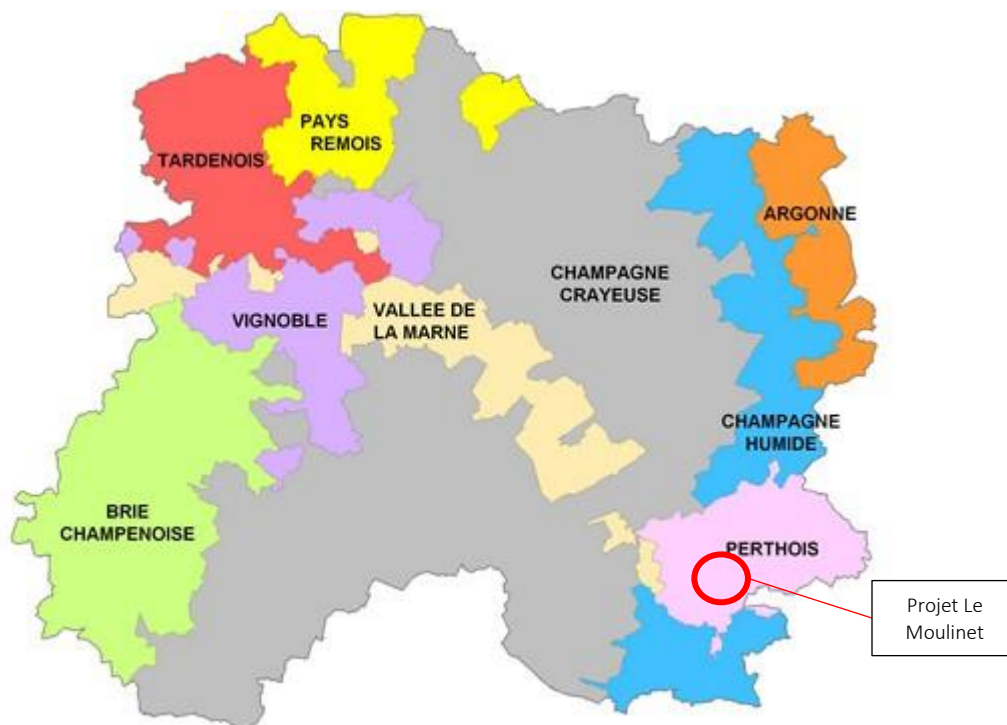 PAYS
REMOIS
TARDENOIS
ARGONNE
CHAMPAGNE
CRAYEUSE
VIGNOBLE
VALLEE DE
LA MARNE
CHAMPAGNE
HUMIDE
BRIE
CHAMPENOISE
PERTHOIS
Projet Le
Moulinet